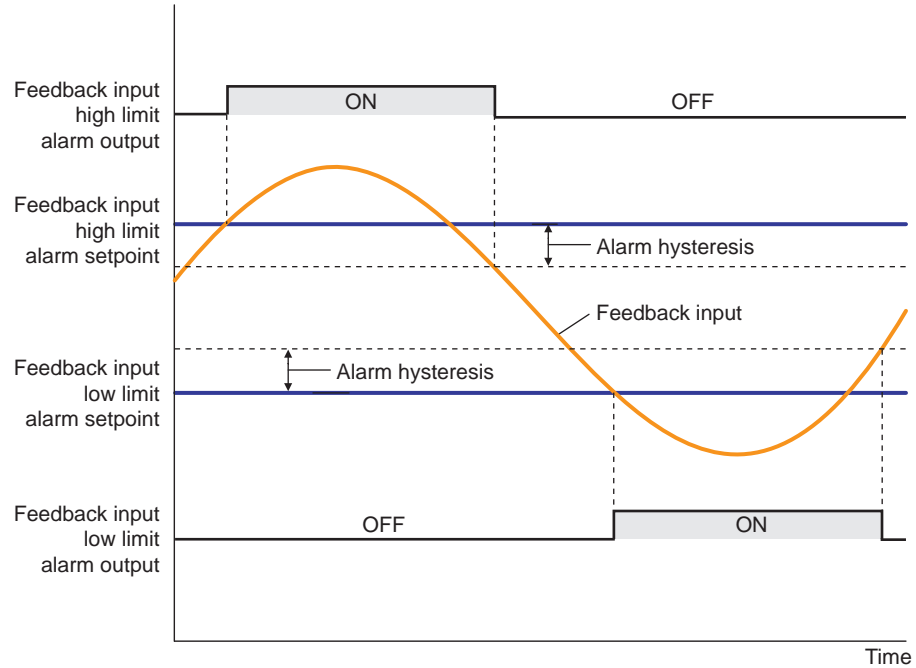 Feedback input
high limit
alarm output
ON
OFF
Feedback input
high limit
alarm setpoint
Alarm hysteresis
Feedback input
Feedback input
low limit
alarm setpoint
Alarm hysteresis
Feedback input
low limit
alarm output
OFF
ON
Time